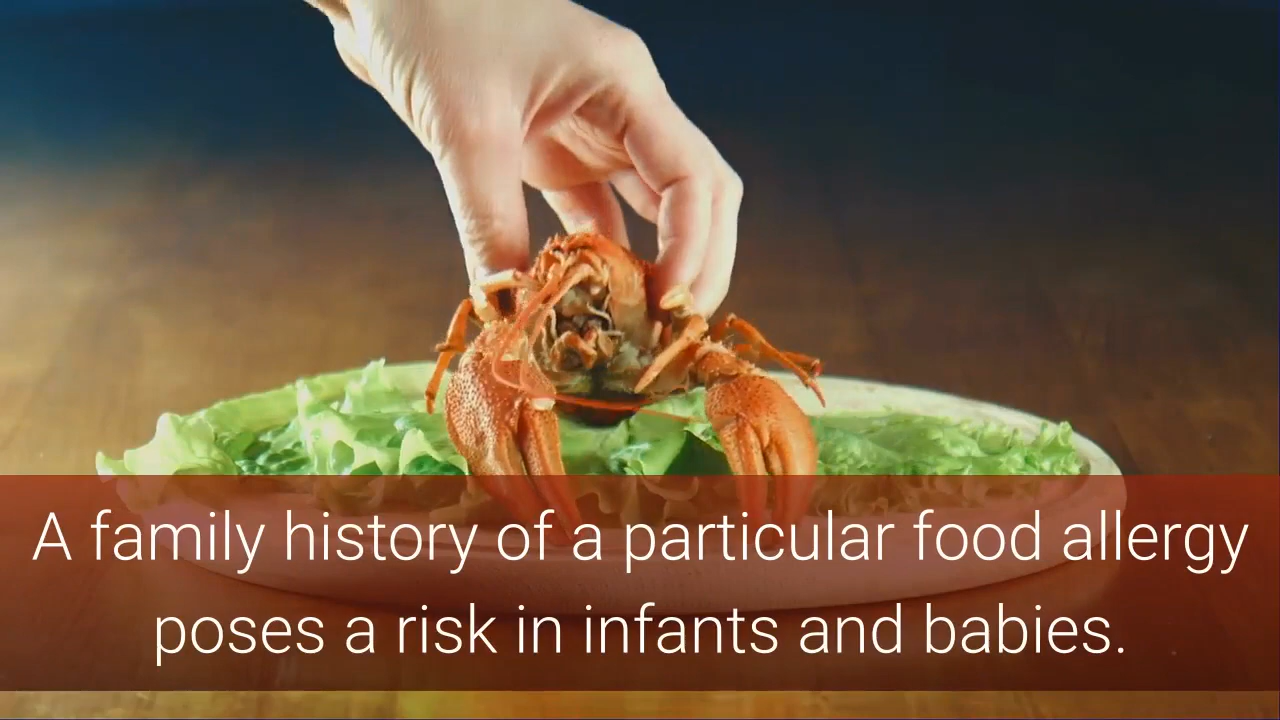 A family history of a particular food allergy
poses a risk in infants and babies.